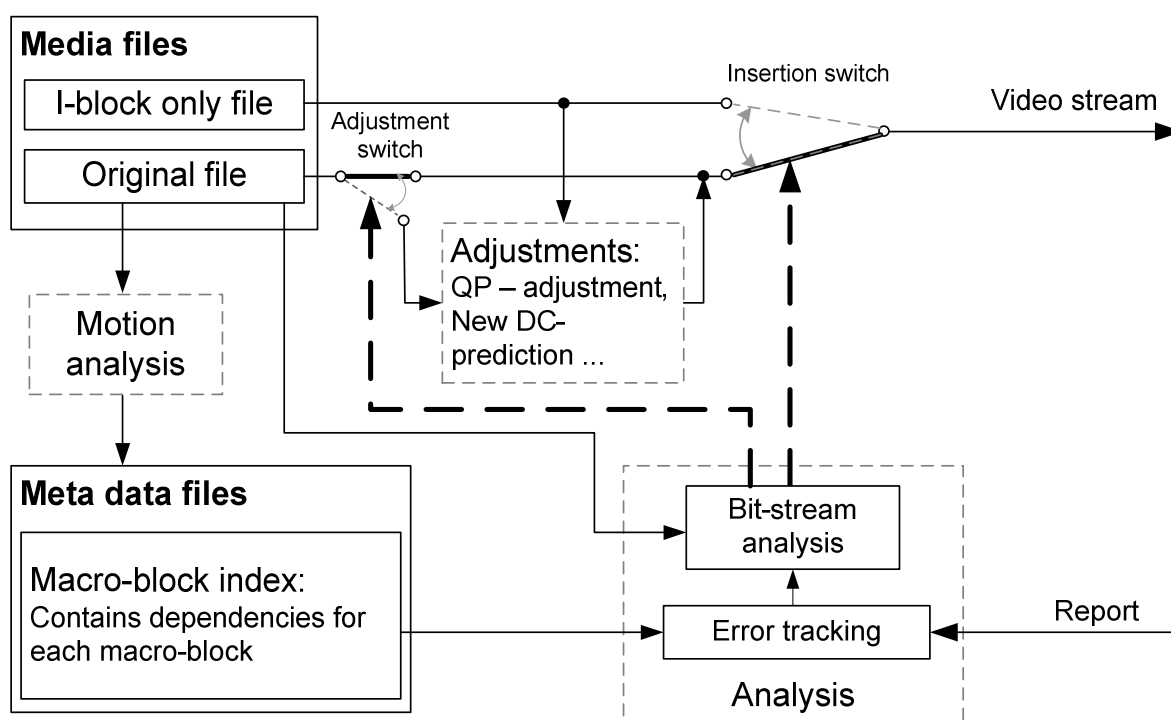 Media files
I-block only file
Original file
Adjustment
switch
Insertion switch
Video stream
Adjustments:
QP – adjustment,
New DC-
prediction ...
Motion
analysis
Meta data files
Macro-block index:
Contains dependencies for
each macro-block
Bit-stream
analysis
Error tracking
Report
Analysis